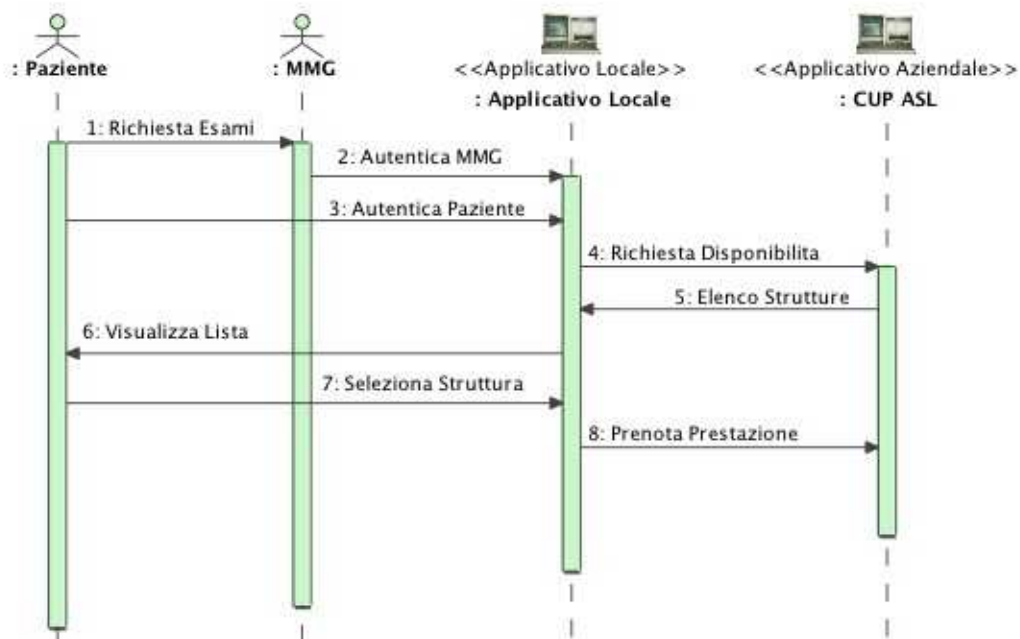 : Paziente
: MMG
<<Applicativo Locale>>
: Applicativo Locale
<<Applicativo Aziendale>>
: CUP ASL
1: Richiesta Esami
2: Autentica MMG
3: Autentica Paziente
4: Richiesta Disponibilita
5: Elenco Strutture
6: Visualizza Lista
7: Seleziona Struttura
8: Prenota Prestazione